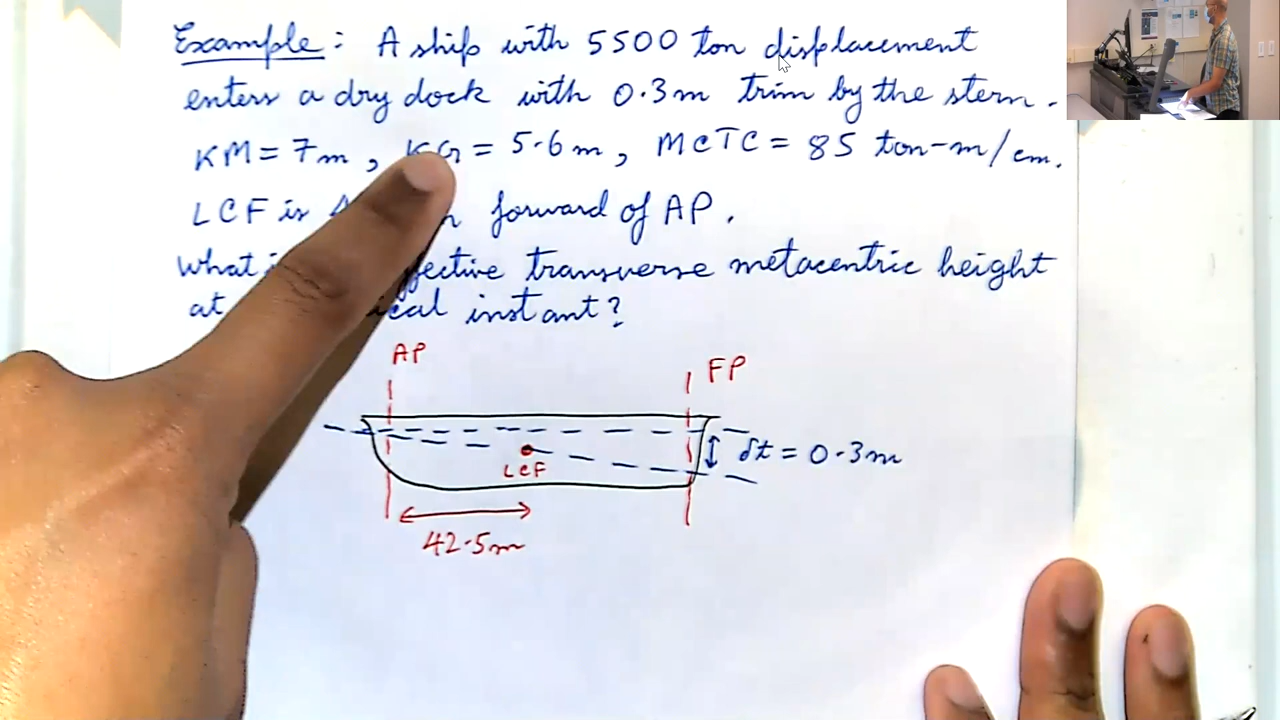 Example: A ship with 5500 ton displacement
enters a dry dock with 0.3m trim by the stern.
KM = 7m, KG = 5.6m, MCTC = 85 ton-m/cm.
LCF is forward of AP.
What transverse metacentric height
at instant?
AP
FP
δt = 0.3m
LCF
42.5m